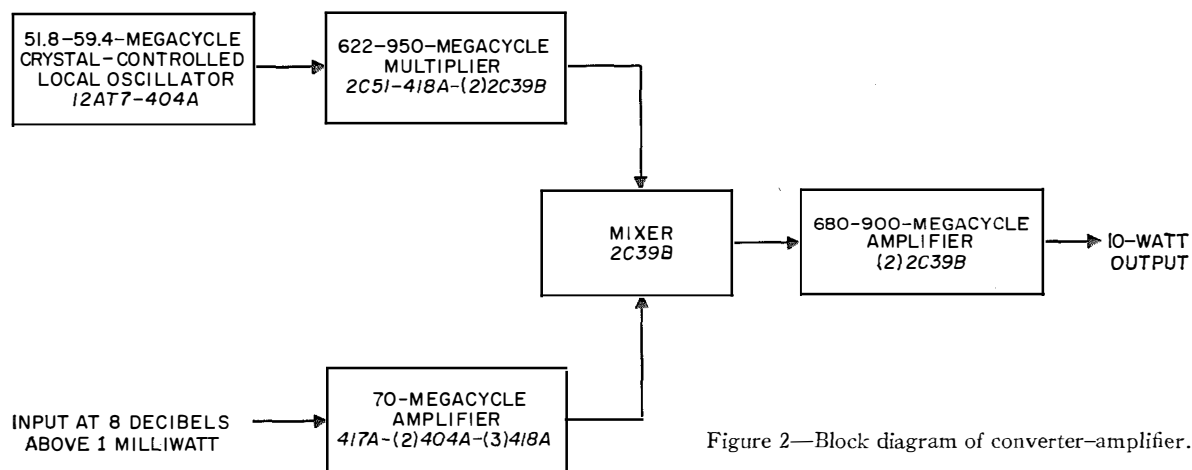 51.8-59.4-MEGACYCLE
CRYSTAL-CONTROLLED
LOCAL OSCILLATOR
12AT7-404A
622-950-MEGACYCLE
MULTIPLIER
2C51-418A-(2)2C39B
MIXER
2C39B
680-900-MEGACYCLE
AMPLIFIER
(2)2C39B
10-WATT
OUTPUT
INPUT AT 8 DECIBELS
ABOVE 1 MILLIWATT
70-MEGACYCLE
AMPLIFIER
417A-(2)404A-(3)418A
Figure 2—Block diagram of converter–amplifier.